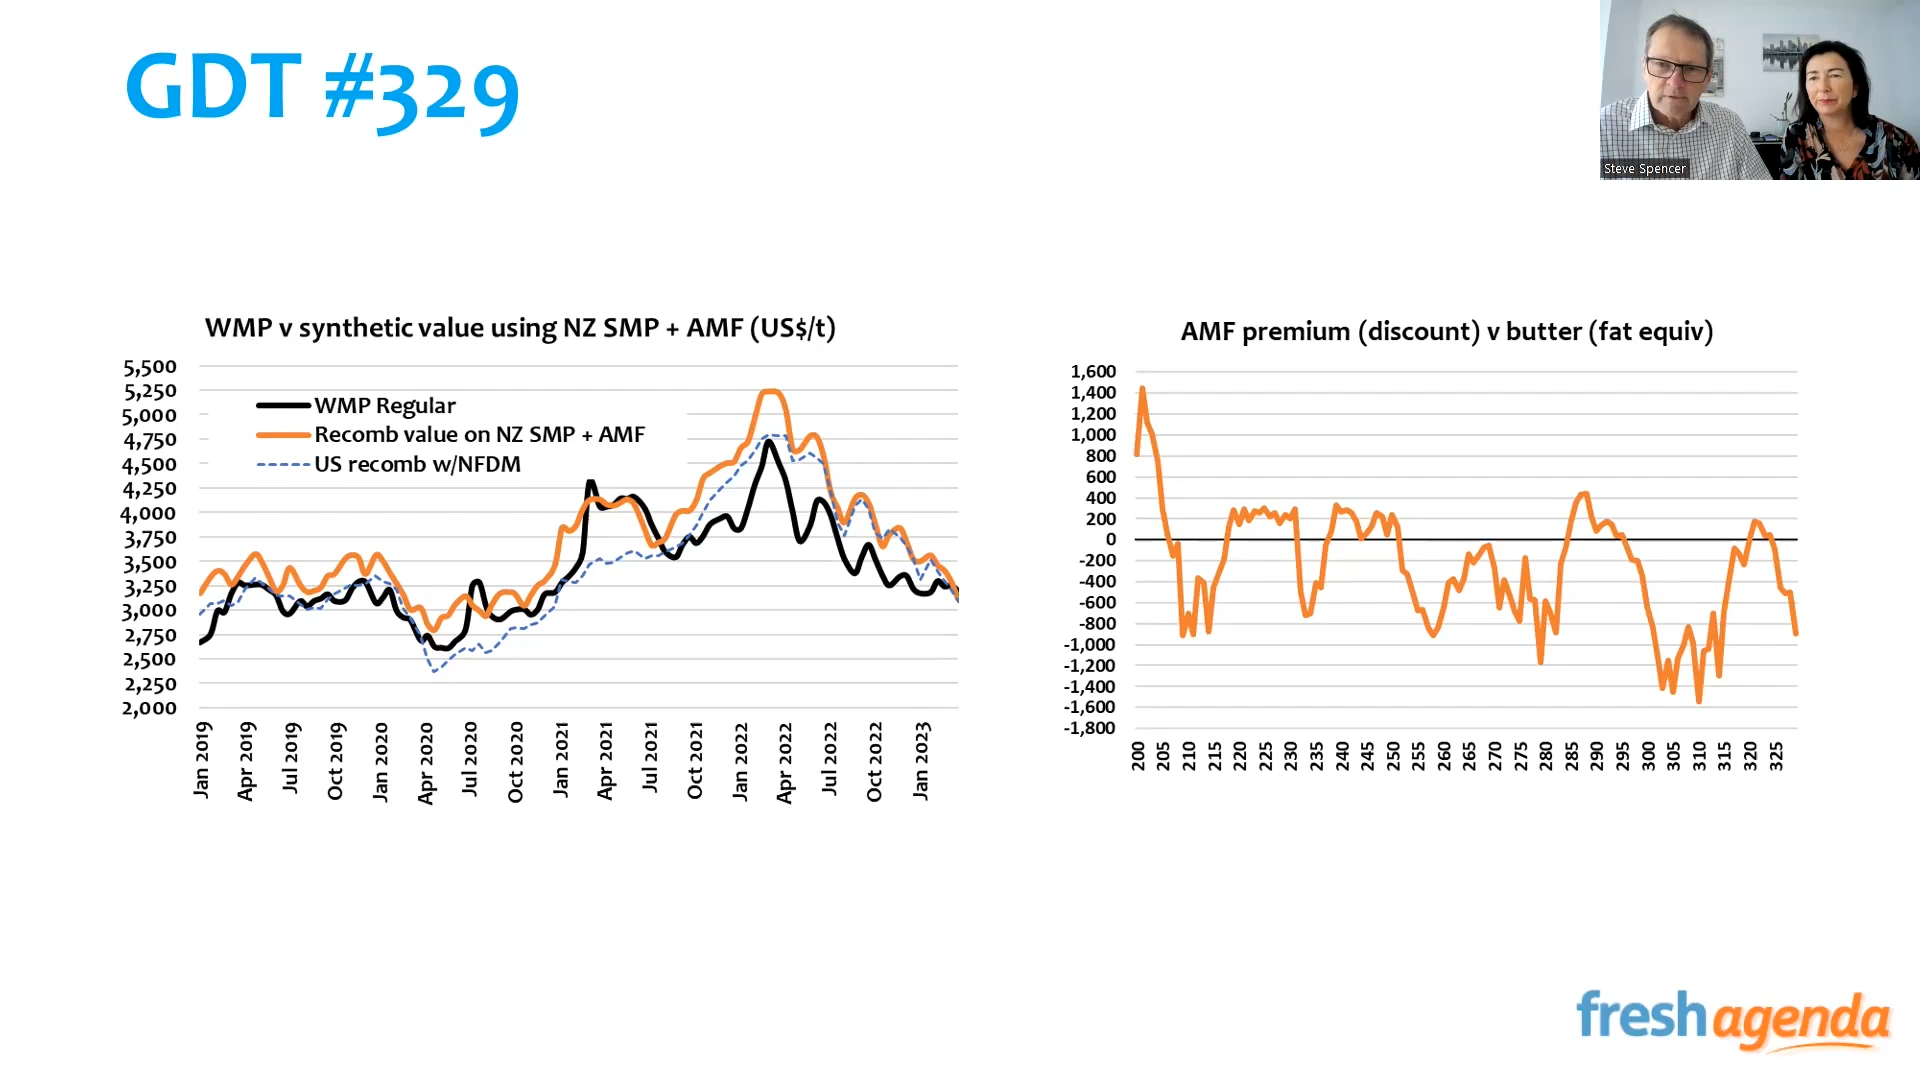 GDT #329
Steve Spencer
WMP v synthetic value using NZ SMP + AMF (US$/t)
5,500
5,250
5,000
4,750
4,500
4,250
4,000
3,750
3,500
3,250
3,000
2,750
2,500
2,250
2,000
WMP Regular
Recomb value on NZ SMP + AMF
US recomb w/NFDM
Jan 2019
Apr 2019
Jul 2019
Oct 2019
Jan 2020
Apr 2020
Jul 2020
Oct 2020
Jan 2021
Apr 2021
Jul 2021
Oct 2021
Jan 2022
Apr 2022
Jul 2022
Oct 2022
Jan 2023
AMF premium (discount) v butter (fat equiv)
1,600
1,400
1,200
1,000
800
600
400
200
0
-200
-400
-600
-800
-1,000
-1,200
-1,400
-1,600
-1,800
200
205
210
215
220
225
230
235
240
245
250
255
260
265
270
275
280
285
290
295
300
305
310
315
320
325
fresh agenda